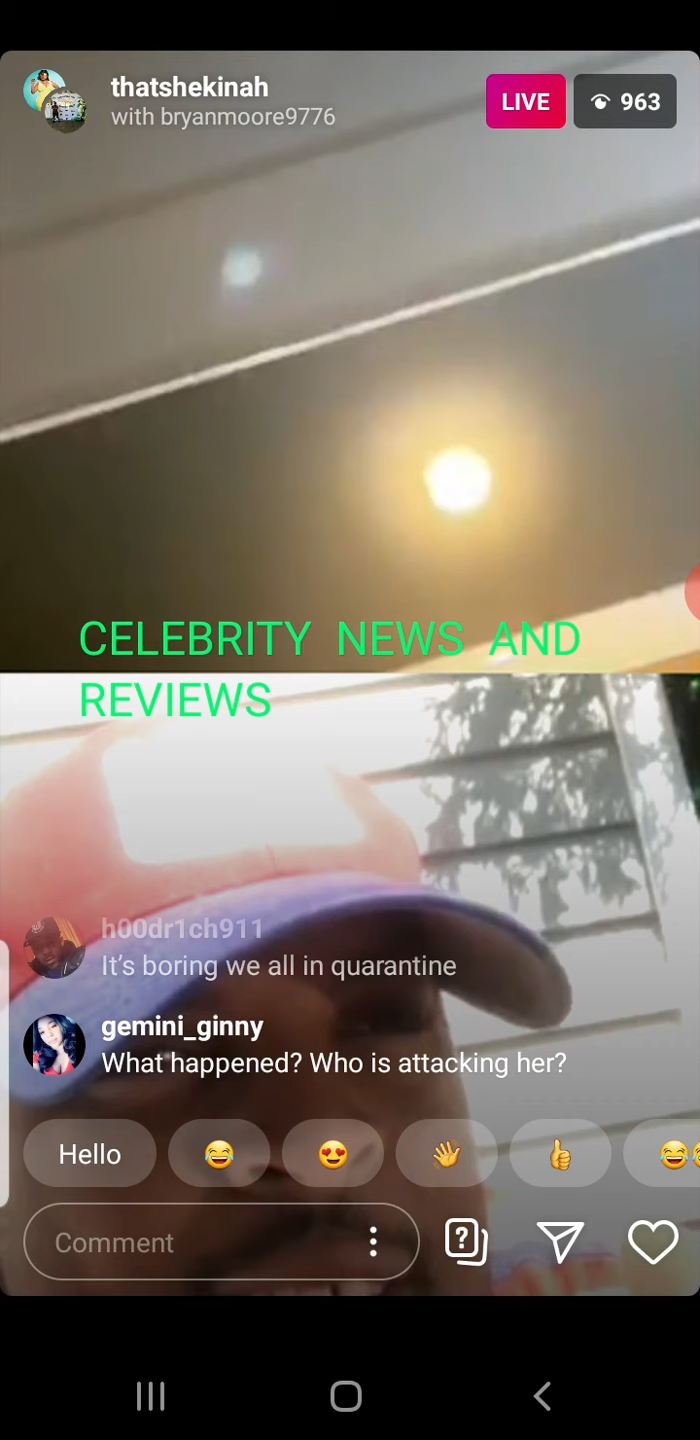 thatshekinah
with bryanmoore9776
LIVE
963
CELEBRITY NEWS AND
REVIEWS
h00dr1ch911
It’s boring we all in quarantine
gemini_ginny
What happened? Who is attacking her?
Hello
Comment